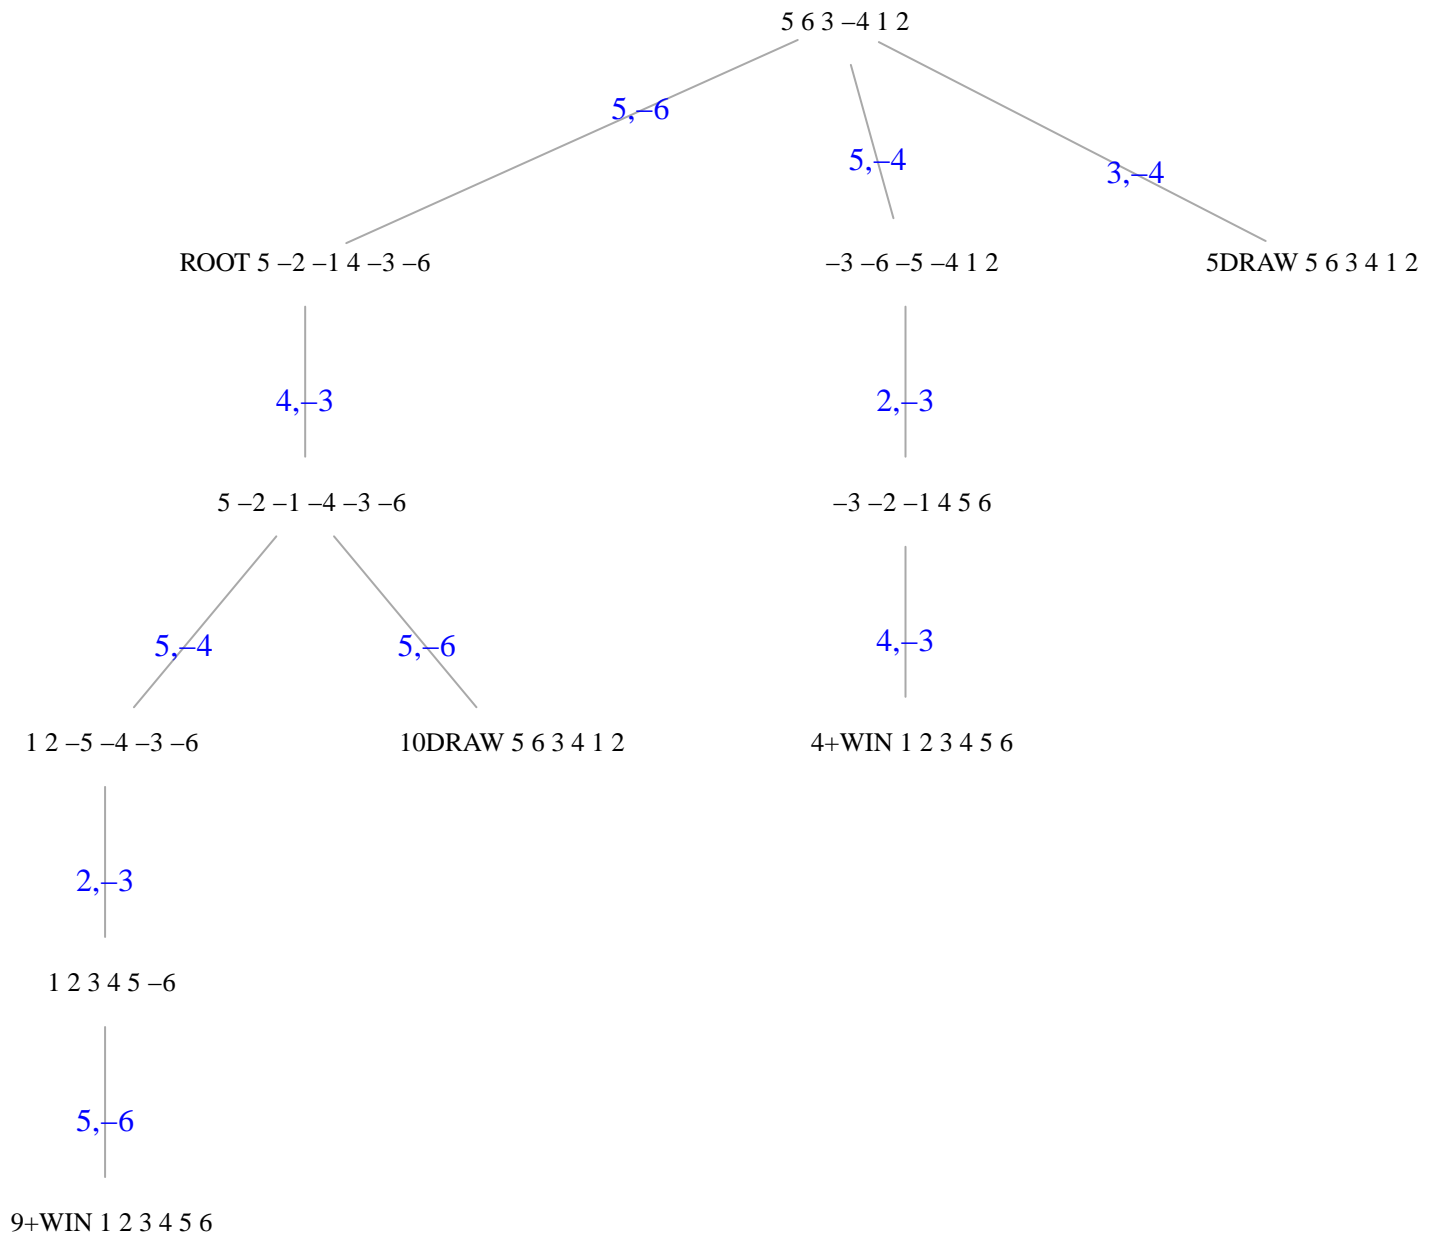 5 6 3 –4 1 2
5,–6
5,–4
3,–4
ROOT 5 –2 –1 4 –3 –6
–3 –6 –5 –4 1 2
5DRAW 5 6 3 4 1 2
4,–3
2,–3
5 –2 –1 –4 –3 –6
–3 –2 –1 4 5 6
5,–4
5,–6
4,–3
1 2 –5 –4 –3 –6
10DRAW 5 6 3 4 1 2
4+WIN 1 2 3 4 5 6
2,–3
1 2 3 4 5 –6
5,–6
9+WIN 1 2 3 4 5 6